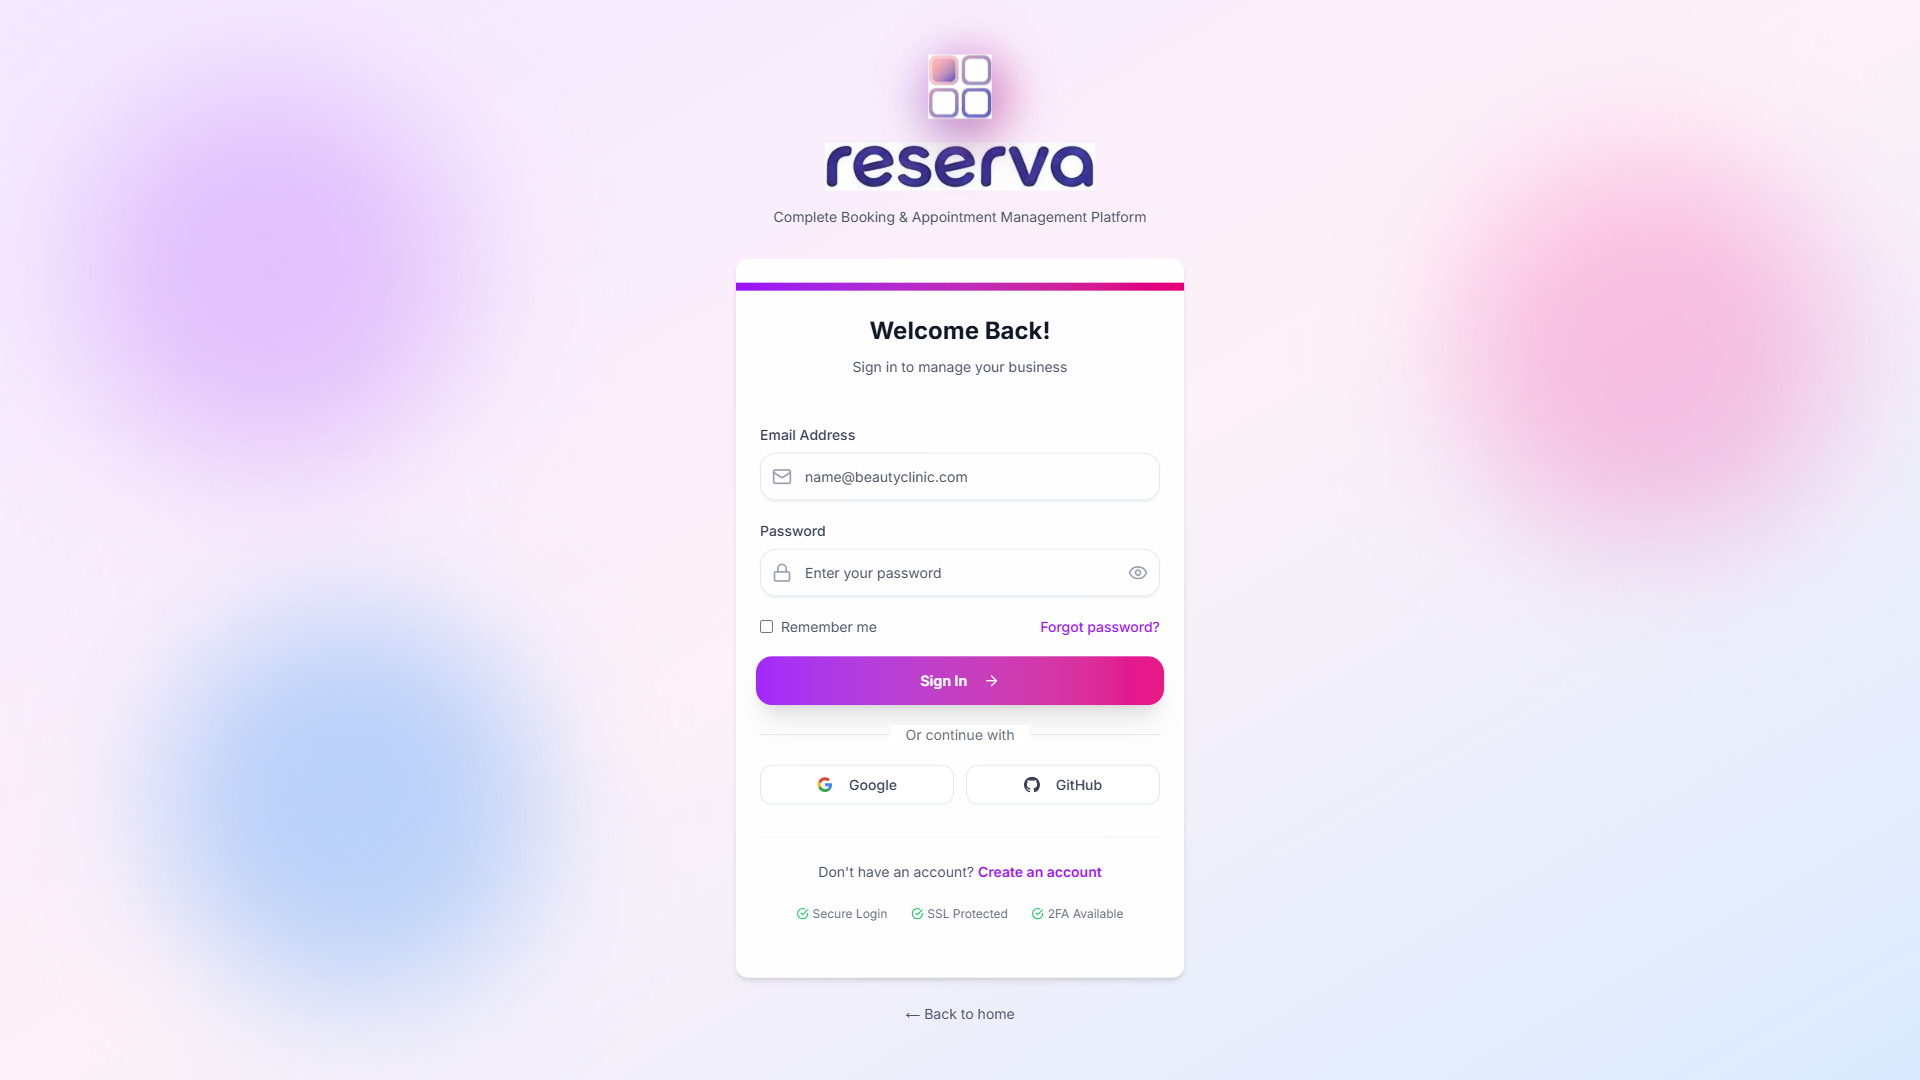 reserva
Complete Booking & Appointment Management Platform
Welcome Back!
Sign in to manage your business
Email Address
name@beautyclinic.com
Password
Enter your password
Remember me
Forgot password?
Sign In →
Or continue with
Google
GitHub
Don't have an account? Create an account
Secure Login
SSL Protected
2FA Available
← Back to home